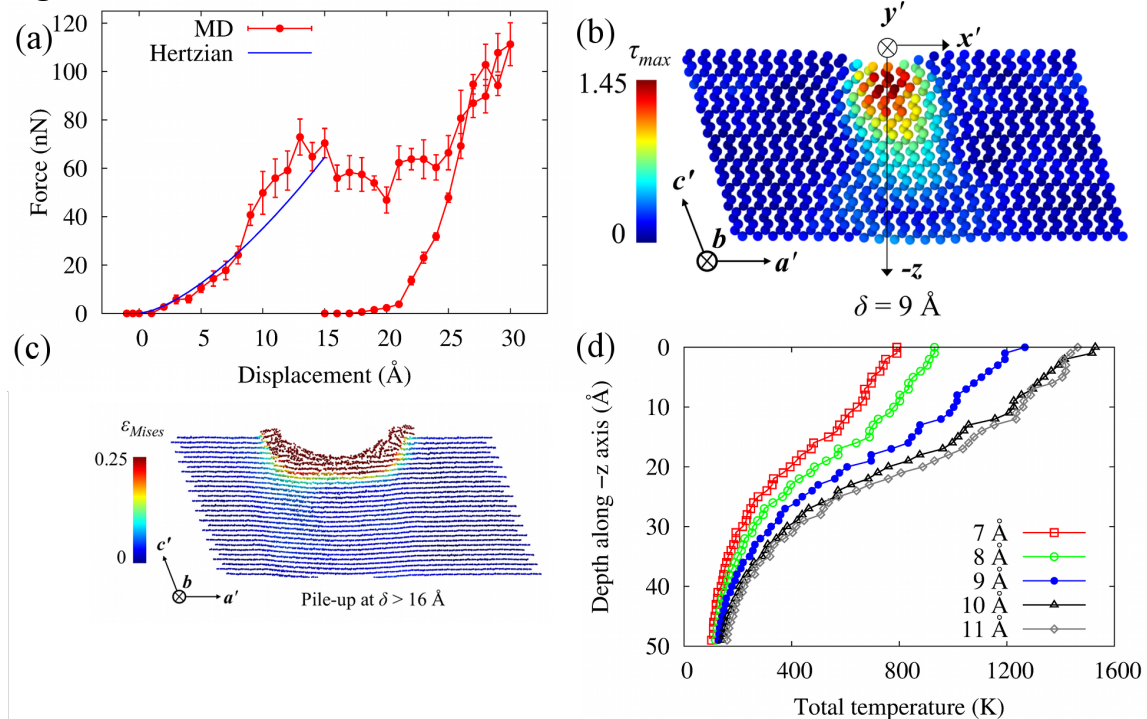 (a)
120
100
80
60
40
20
0
Force (nN)
MD
Hertzian
0 5 10 15 20 25 30
Displacement (Å)
(b)
τmax
1.45
0
y′
x′
c′
b
a′
-z
δ = 9 Å
(c)
εMises
0.25
0
c′
b
a′
Pile-up at δ > 16 Å
(d)
0
10
20
30
40
50
Depth along −z axis (Å)
7 Å
8 Å
9 Å
10 Å
11 Å
0 400 800 1200 1600
Total temperature (K)